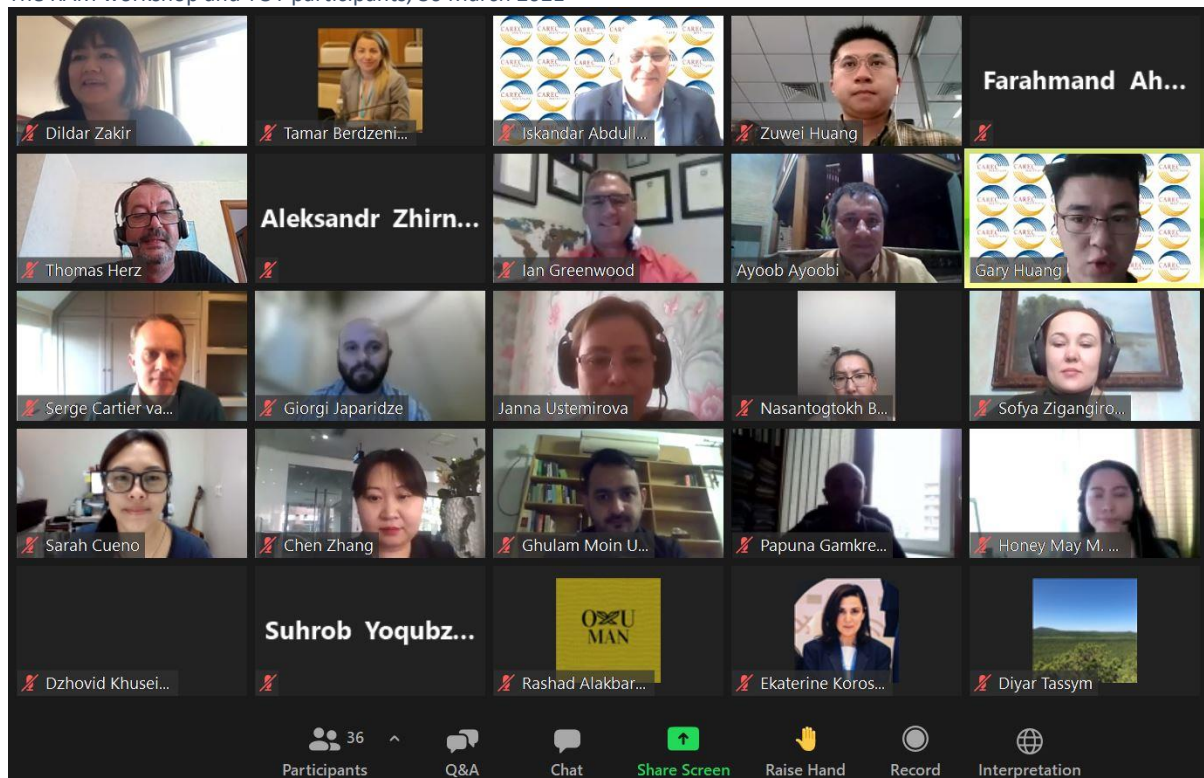 Dildar Zakir
Tamar Berdzeni...
Iskandar Abdull...
Zuwei Huang
Farahmand Ah...
Thomas Herz
Aleksandr Zhirn...
Ian Greenwood
Ayoob Ayoobi
Gary Huang
Serge Cartier va...
Giorgi Japaridze
Janna Ustemirova
Nasantogtokh B...
Sofya Zigangiro...
Sarah Cueno
Chen Zhang
Ghulam Moin U...
Papuna Gamkre...
Honey May M. ...
Dzhovid Khusei...
Suhrob Yoqubz...
OXU
MAN
Rashad Alakbar...
Ekaterine Koros...
Diyar Tassym
36
Participants
Q&A
Chat
Share Screen
Raise Hand
Record
Interpretation